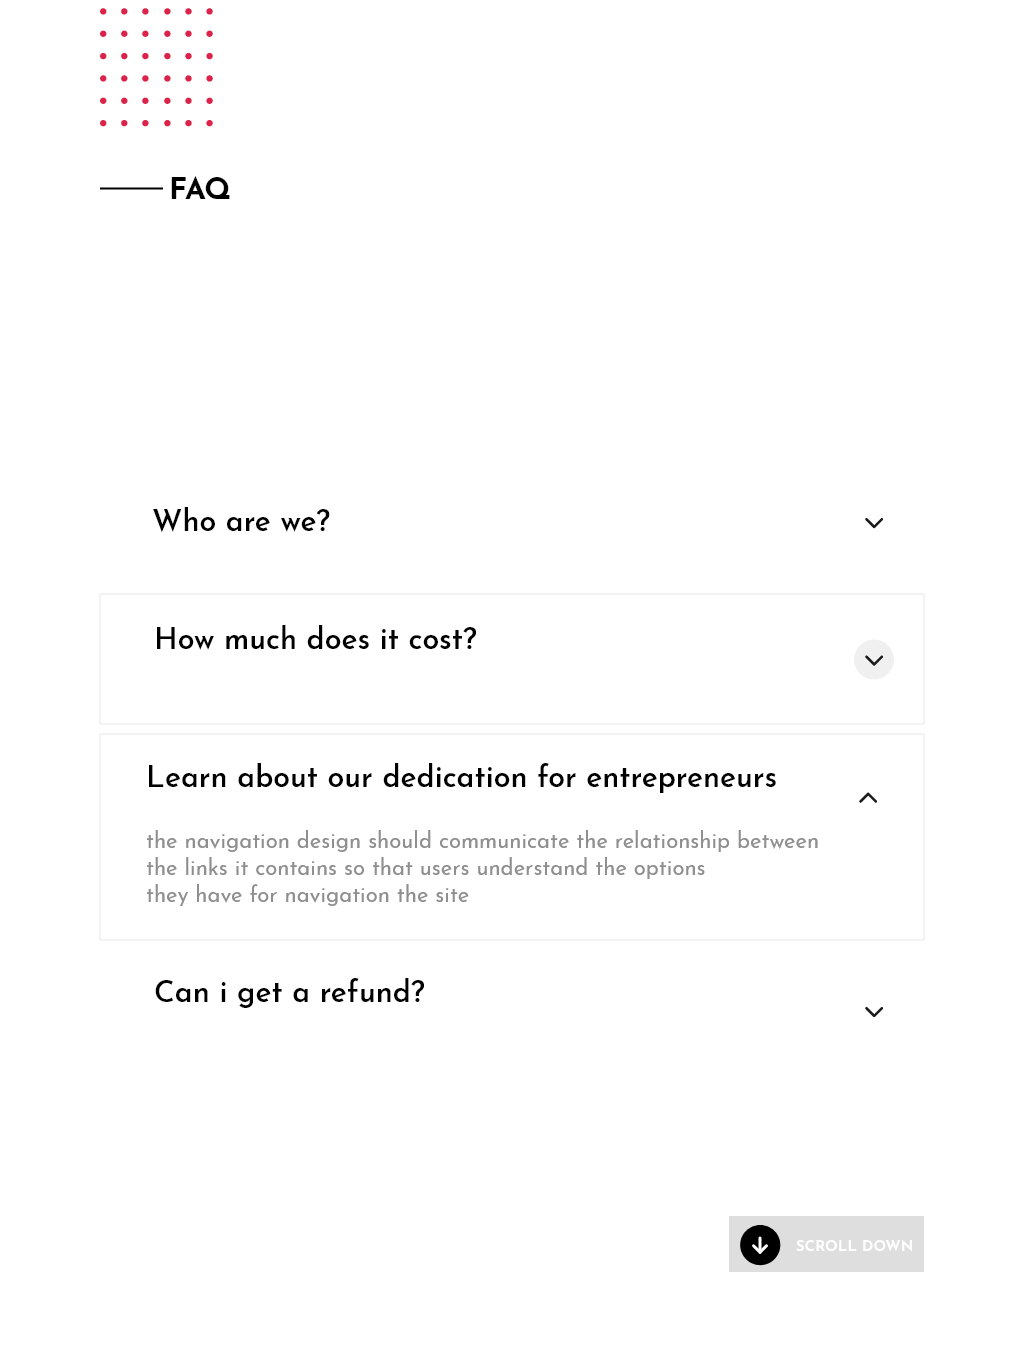 FAQ
Who are we?
How much does it cost?
Learn about our dedication for entrepreneurs
the navigation design should communicate the relationship between
the links it contains so that users understand the options
they have for navigation the site
Can i get a refund?
SCROLL DOWN